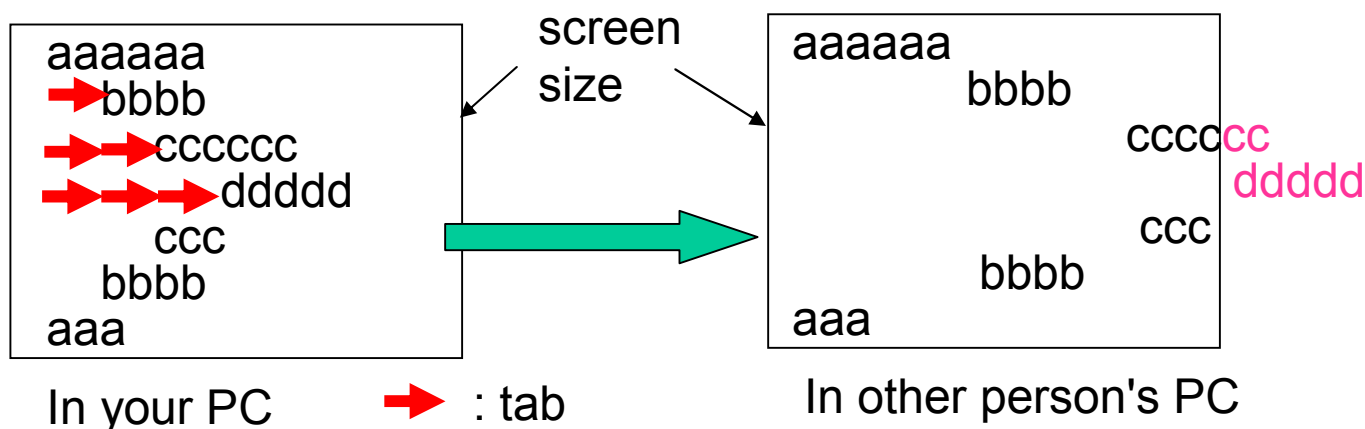 aaaaaa
bbbb
cccccc
ddddd
ccc
bbbb
aaa
In your PC
: tab
screen
size
aaaaaa
bbbb
cccccc
ddddd
ccc
bbbb
aaa
In other person's PC